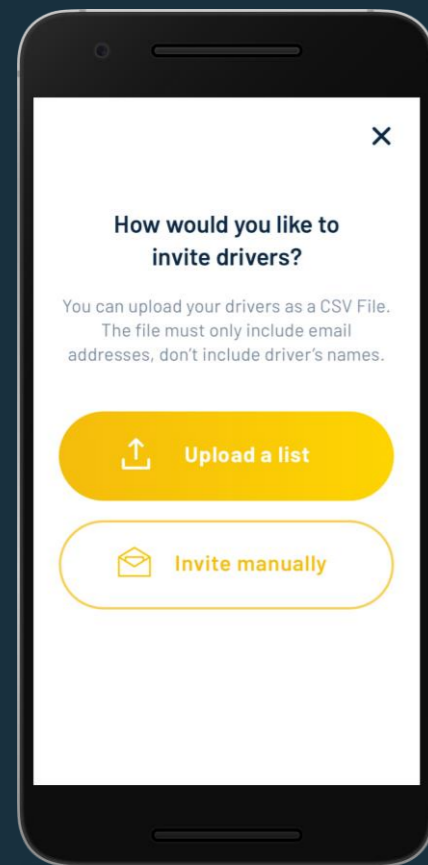 How would you like to
invite drivers?
You can upload your drivers as a CSV File.
The file must only include email
addresses, don't include driver's names.
Upload a list
Invite manually